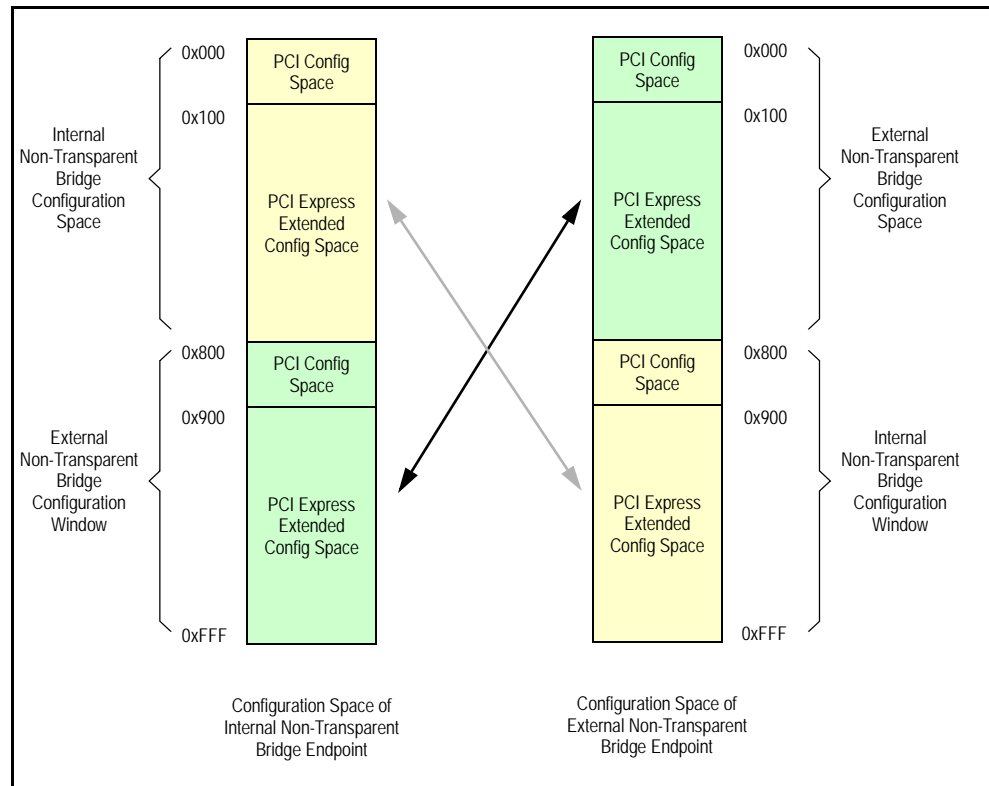 0x000
PCI Config
Space
0x100
Internal
Non-Transparent
Bridge
Configuration
Space
PCI Express
Extended
Config Space
0x800
PCI Config
Space
0x900
External
Non-Transparent
Bridge
Configuration
Window
PCI Express
Extended
Config Space
0xFFF
Configuration Space of
Internal Non-Transparent
Bridge Endpoint
PCI Config
Space
0x000
0x100
PCI Express
Extended
Config Space
External
Non-Transparent
Bridge
Configuration
Space
PCI Config
Space
0x800
0x900
PCI Express
Extended
Config Space
Internal
Non-Transparent
Bridge
Configuration
Window
0xFFF
Configuration Space of
External Non-Transparent
Bridge Endpoint